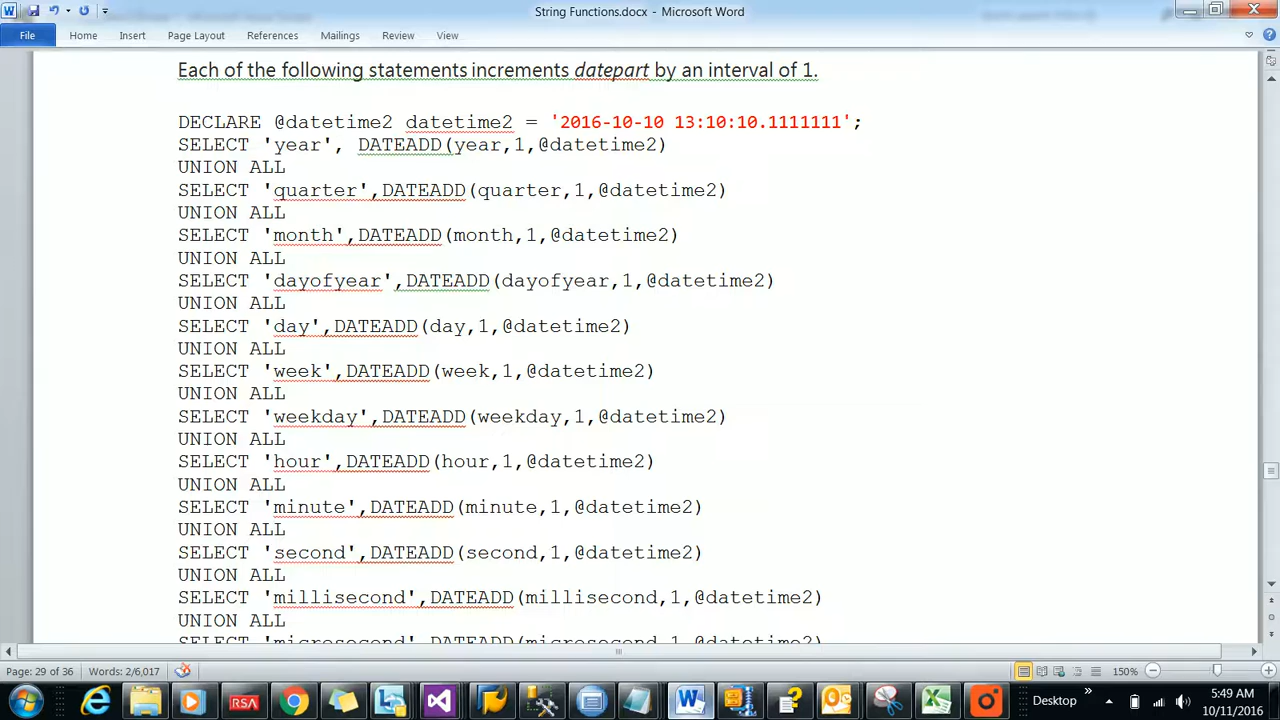 String Functions.docx - Microsoft Word
File Home Insert Page Layout References Mailings Review View
Each of the following statements increments datepart by an interval of 1.
DECLARE @datetime2 datetime2 = '2016-10-10 13:10:10.1111111';
SELECT 'year', DATEADD(year,1,@datetime2)
UNION ALL
SELECT 'quarter',DATEADD(quarter,1,@datetime2)
UNION ALL
SELECT 'month',DATEADD(month,1,@datetime2)
UNION ALL
SELECT 'dayofyear',DATEADD(dayofyear,1,@datetime2)
UNION ALL
SELECT 'day',DATEADD(day,1,@datetime2)
UNION ALL
SELECT 'week',DATEADD(week,1,@datetime2)
UNION ALL
SELECT 'weekday',DATEADD(weekday,1,@datetime2)
UNION ALL
SELECT 'hour',DATEADD(hour,1,@datetime2)
UNION ALL
SELECT 'minute',DATEADD(minute,1,@datetime2)
UNION ALL
SELECT 'second',DATEADD(second,1,@datetime2)
UNION ALL
SELECT 'millisecond',DATEADD(millisecond,1,@datetime2)
UNION ALL
SELECT 'microsecond',DATEADD(microsecond,1,@datetime2)
Page: 29 of 36 Words: 2/6,017 150%
RSA Desktop » 5:49 AM
10/11/2016